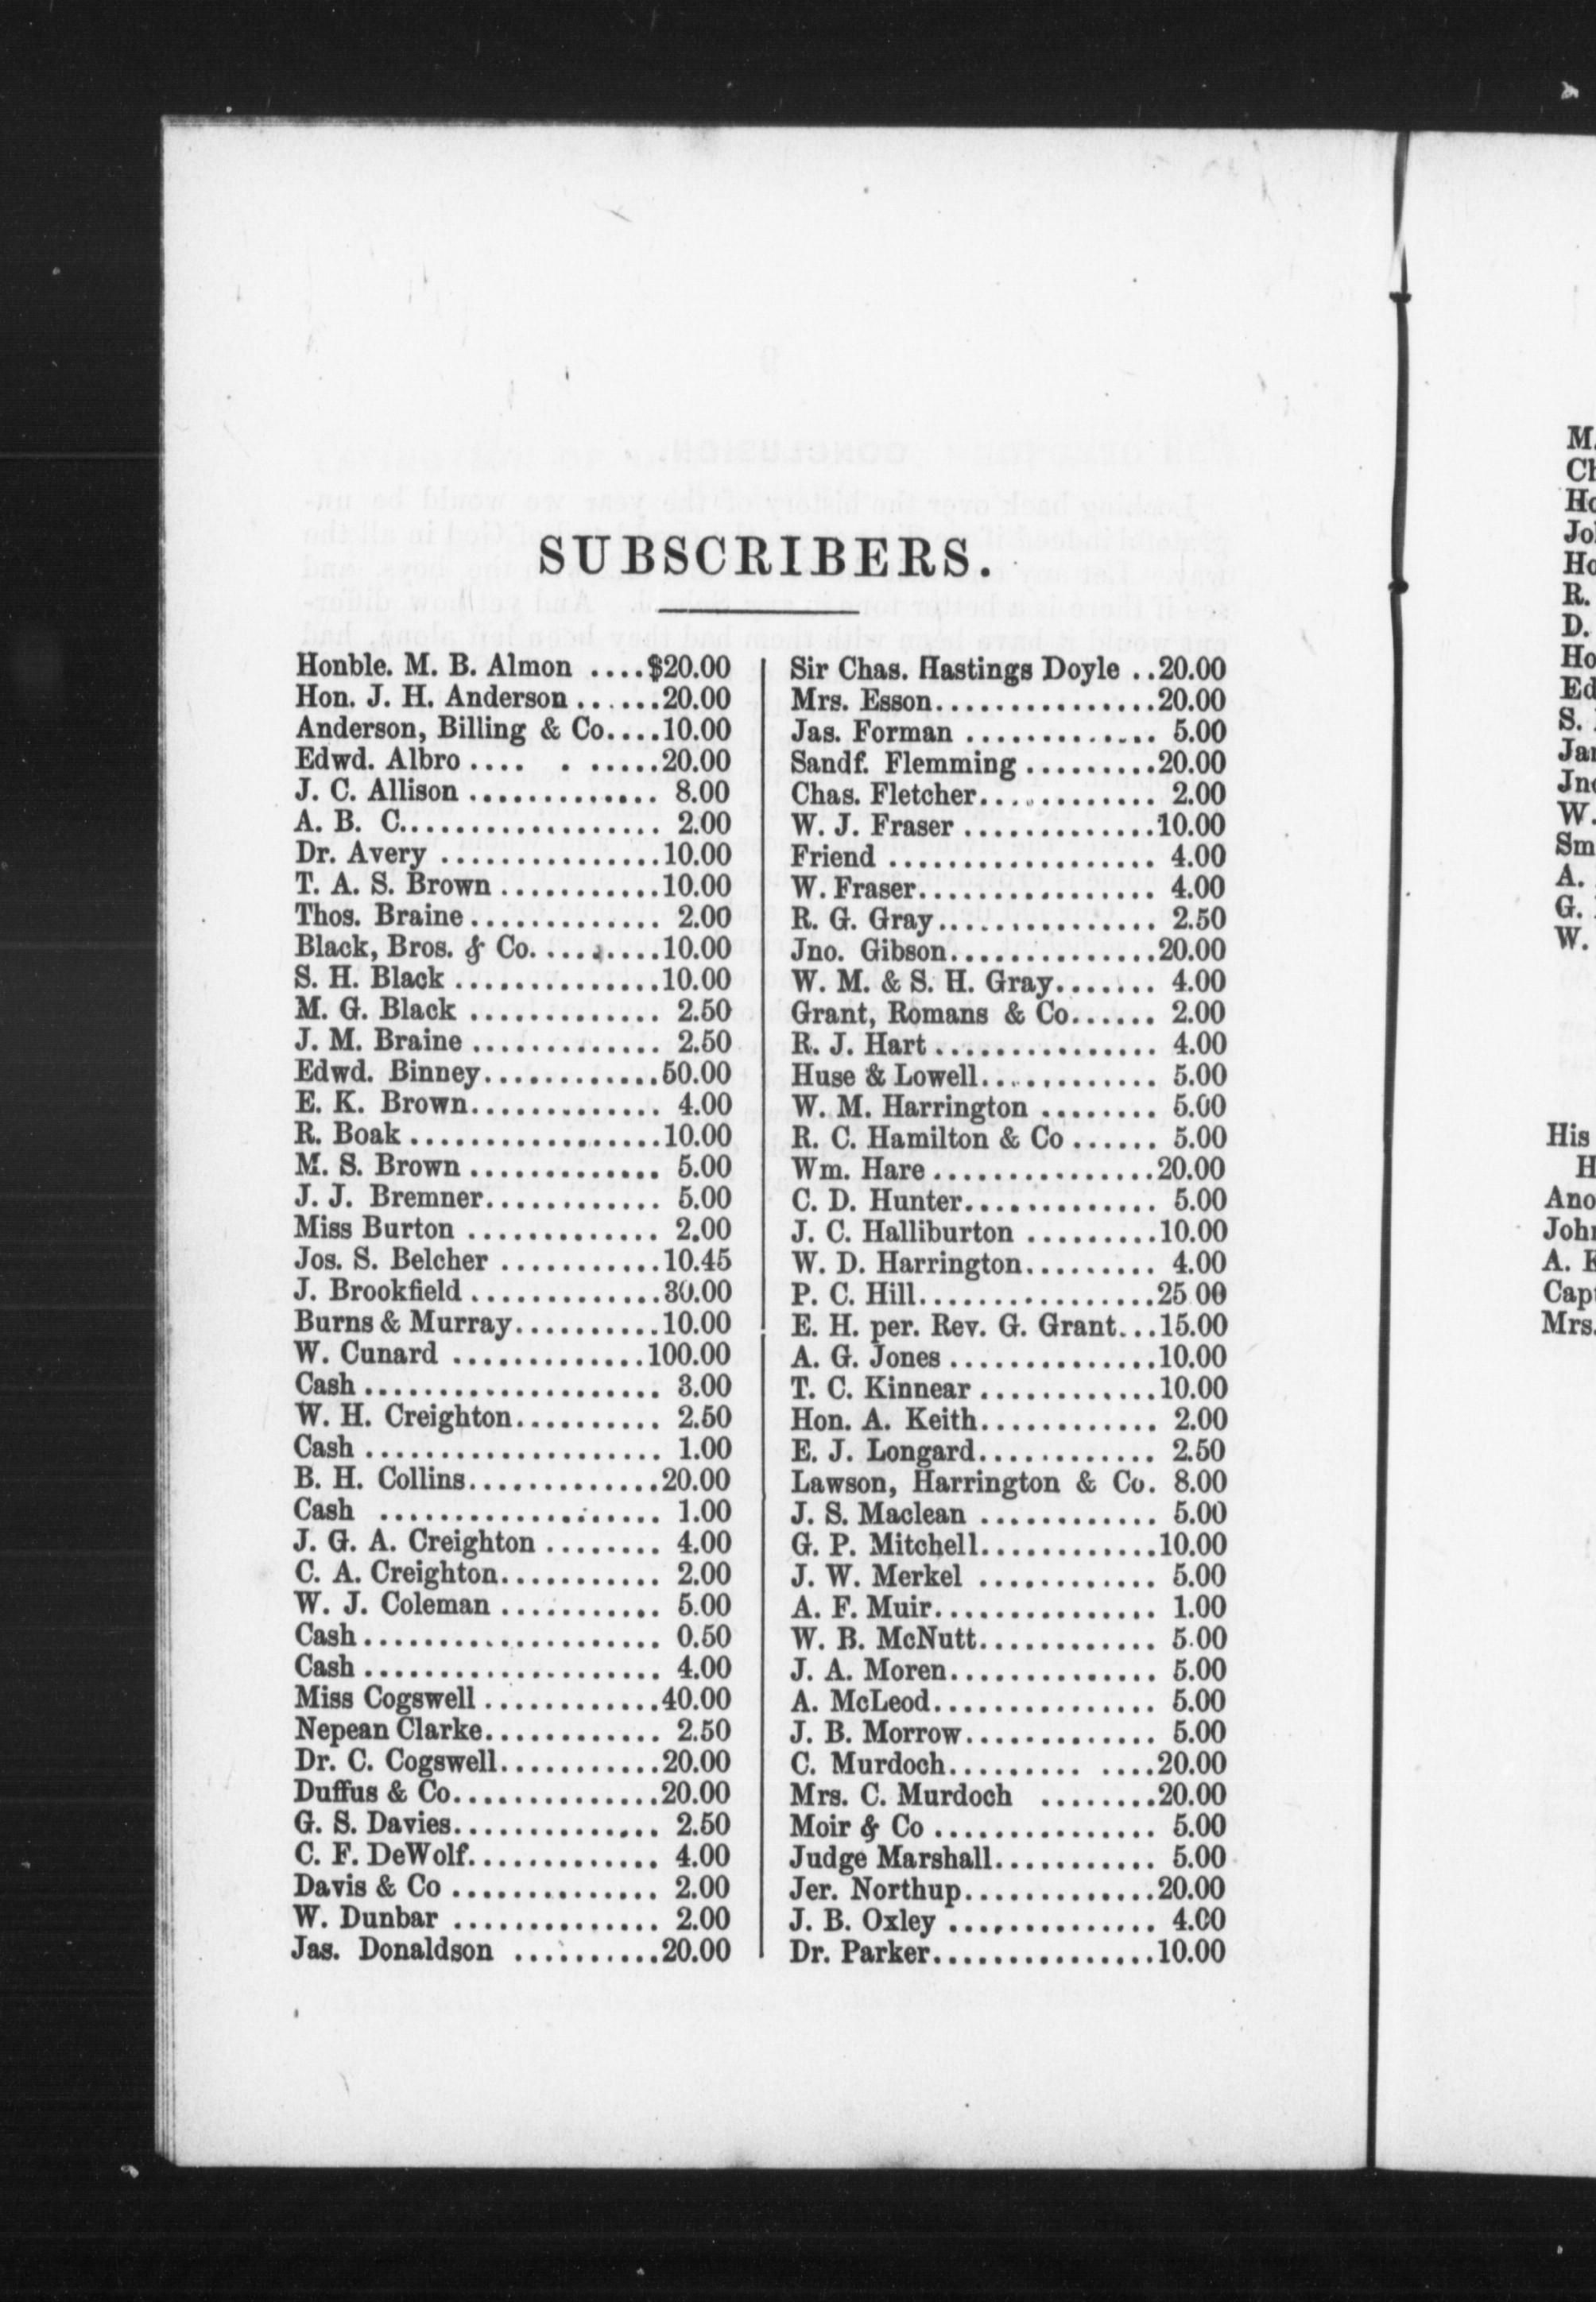 SUBSCRIBERS.
Honble. M. B. Almon ....$20.00
Hon. J. H. Anderson ......20.00
Anderson, Billing & Co....10.00
Edwd. Albro .... . .....20.00
J. C. Allison ............. 8.00
A. B. C.................. 2.00
Dr. Avery ...............10.00
T. A. S. Brown ...........10.00
Thos. Braine ............. 2.00
Black, Bros. & Co. ........10.00
S. H. Black ..............10.00
M. G. Black ............. 2.50
J. M. Braine ............. 2.50
Edwd. Binney............50.00
E. K. Brown............. 4.00
R. Boak .................10.00
M. S. Brown ............. 5.00
J. J. Bremner............ 5.00
Miss Burton ............. 2.00
Jos. S. Belcher ...........10.45
J. Brookfield .............30.00
Burns & Murray..........10.00
W. Cunard .............100.00
Cash .................... 3.00
W. H. Creighton.......... 2.50
Cash .................... 1.00
B. H. Collins.............20.00
Cash ................... 1.00
J. G. A. Creighton ........ 4.00
C. A. Creighton........... 2.00
W. J. Coleman ........... 5.00
Cash .................... 0.50
Cash .................... 4.00
Miss Cogswell ............40.00
Nepean Clarke............ 2.50
Dr. C. Cogswell...........20.00
Duffus & Co..............20.00
G. S. Davies.............. 2.50
C. F. DeWolf............. 4.00
Davis & Co .............. 2.00
W. Dunbar .............. 2.00
Jas. Donaldson ..........20.00
Sir Chas. Hastings Doyle ..20.00
Mrs. Esson...............20.00
Jas. Forman ............. 5.00
Sandf. Flemming .........20.00
Chas. Fletcher............ 2.00
W. J. Fraser .............10.00
Friend .................. 4.00
W. Fraser................ 4.00
R. G. Gray............... 2.50
Jno. Gibson..............20.00
W. M. & S. H. Gray....... 4.00
Grant, Romans & Co...... 2.00
R. J. Hart ............... 4.00
Huse & Lowell............ 5.00
W. M. Harrington ........ 5.00
R. C. Hamilton & Co ...... 5.00
Wm. Hare ...............20.00
C. D. Hunter............. 5.00
J. C. Halliburton .........10.00
W. D. Harrington......... 4.00
P. C. Hill................25 00
E. H. per. Rev. G. Grant...15.00
A. G. Jones ..............10.00
T. C. Kinnear ............10.00
Hon. A. Keith............ 2.00
E. J. Longard............ 2.50
Lawson, Harrington & Co. 8.00
J. S. Maclean ............ 5.00
G. P. Mitchell............10.00
J. W. Merkel ............ 5.00
A. F. Muir............... 1.00
W. B. McNutt............ 5.00
J. A. Moren.............. 5.00
A. McLeod............... 5.00
J. B. Morrow............. 5.00
C. Murdoch......... ....20.00
Mrs. C. Murdoch ........20.00
Moir & Co ............... 5.00
Judge Marshall........... 5.00
Jer. Northup.............20.00
J. B. Oxley .............. 4.00
Dr. Parker...............10.00
M.
R.
D.
S.
W.
A.
G.
W.
His
Mrs.